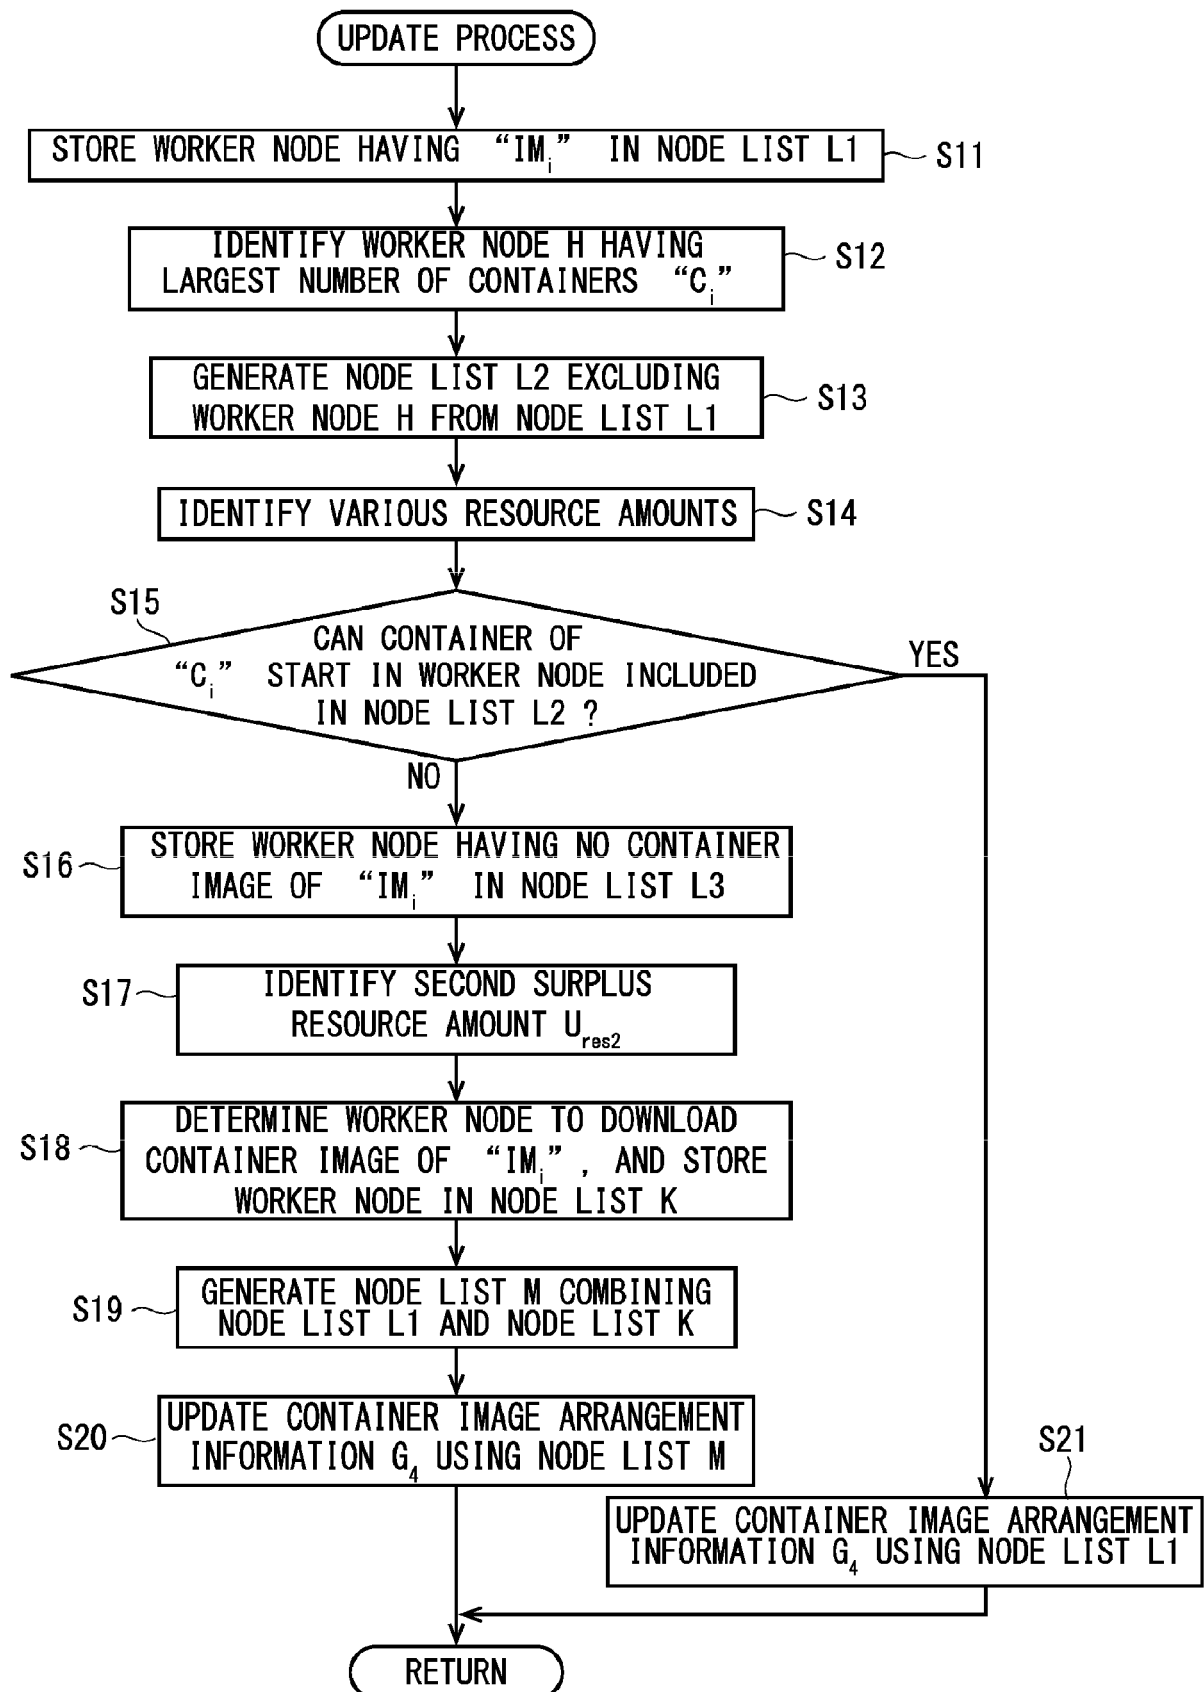 UPDATE PROCESS
STORE WORKER NODE HAVING “IMi” IN NODE LIST L1
S11
IDENTIFY WORKER NODE H HAVING
LARGEST NUMBER OF CONTAINERS “Ci”
S12
GENERATE NODE LIST L2 EXCLUDING
WORKER NODE H FROM NODE LIST L1
S13
IDENTIFY VARIOUS RESOURCE AMOUNTS
S14
S15
CAN CONTAINER OF
“Ci” START IN WORKER NODE INCLUDED
IN NODE LIST L2 ?
YES
NO
S16
STORE WORKER NODE HAVING NO CONTAINER
IMAGE OF “IMi” IN NODE LIST L3
S17
IDENTIFY SECOND SURPLUS
RESOURCE AMOUNT Ures2
S18
DETERMINE WORKER NODE TO DOWNLOAD
CONTAINER IMAGE OF “IMi”, AND STORE
WORKER NODE IN NODE LIST K
S19
GENERATE NODE LIST M COMBINING
NODE LIST L1 AND NODE LIST K
S20
UPDATE CONTAINER IMAGE ARRANGEMENT
INFORMATION G4 USING NODE LIST M
S21
UPDATE CONTAINER IMAGE ARRANGEMENT
INFORMATION G4 USING NODE LIST L1
RETURN